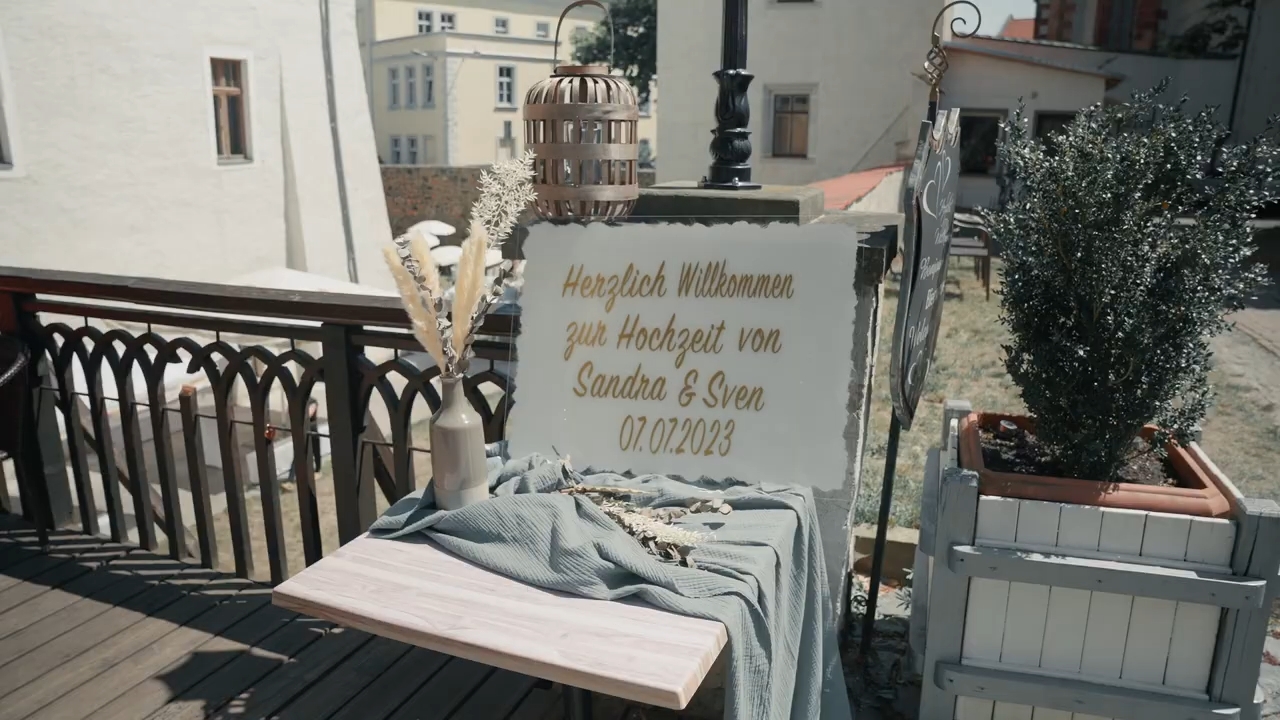 Herzlich Willkommen
zur Hochzeit von
Sandra & Sven
07.07.2023